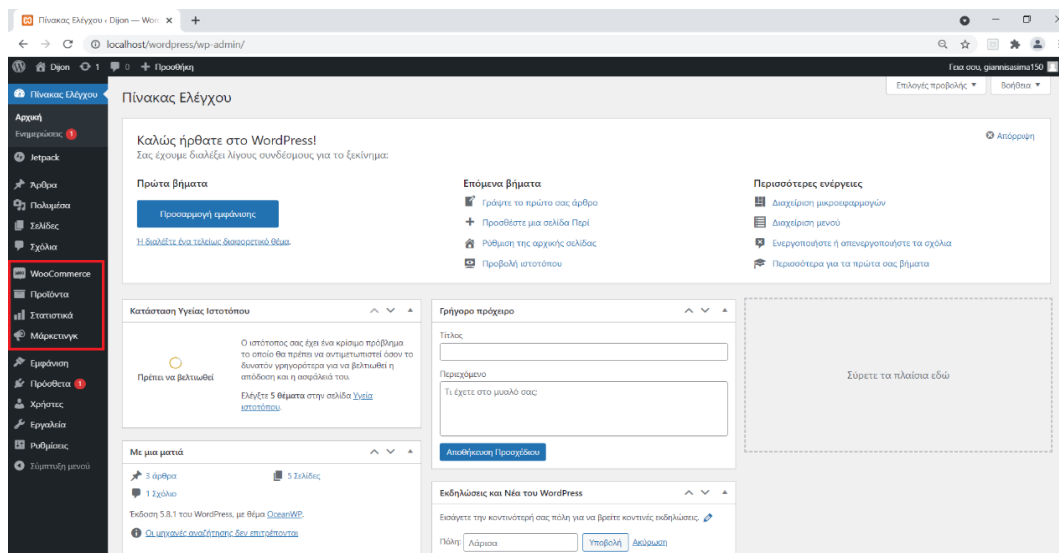 Πίνακας Ελέγχου ‹ Dijon — Wor
localhost/wordpress/wp-admin/
Dijon 1 0 Προσθήκη
Γεια σου, giannisasima150
Πίνακας Ελέγχου
Αρχική
Ενημερώσεις 1
Jetpack
Άρθρα
Πολυμέσα
Σελίδες
Σχόλια
WooCommerce
Προϊόντα
Στατιστικά
Μάρκετινγκ
Εμφάνιση
Πρόσθετα 1
Χρήστες
Εργαλεία
Ρυθμίσεις
Σύμπτυξη μενού
Επιλογές προβολής
Βοήθεια
Πίνακας Ελέγχου
Καλώς ήρθατε στο WordPress!
Απόρριψη
Σας έχουμε διαλέξει λίγους συνδέσμους για το ξεκίνημα:
Πρώτα βήματα
Προσαρμογή εμφάνισης
Ή διαλέξτε ένα τελείως διαφορετικό θέμα.
Επόμενα βήματα
Γράψτε το πρώτο σας άρθρο
Προσθέστε μια σελίδα Περί
Ρύθμιση της αρχικής σελίδας
Προβολή ιστοτόπου
Περισσότερες ενέργειες
Διαχείριση μικροεφαρμογών
Διαχείριση μενού
Ενεργοποιήστε ή απενεργοποιήστε τα σχόλια
Περισσότερα για τα πρώτα σας βήματα
Κατάσταση Υγείας Ιστοτόπου
Πρέπει να βελτιωθεί
Ο ιστότοπος σας έχει ένα κρίσιμο πρόβλημα
το οποίο θα πρέπει να αντιμετωπιστεί όσον το
δυνατόν γρηγορότερα για να βελτιωθεί η
απόδοση και η ασφάλειά του.
Ελέγξτε 5 θέματα στην σελίδα Υγεία
ιστοτόπου.
Με μια ματιά
3 άρθρα
5 Σελίδες
1 Σχόλιο
Έκδοση 5.8.1 του WordPress, με θέμα OceanWP.
Οι μηχανές αναζήτησης δεν επιτρέπονται
Γρήγορο πρόχειρο
Τίτλος
Περιεχόμενο
Τι έχετε στο μυαλό σας;
Αποθήκευση Προσχέδιου
Εκδηλώσεις και Νέα του WordPress
Εισάγετε την κοντινότερή σας πόλη για να βρείτε κοντινές εκδηλώσεις.
Πόλη: Λάρισα Υποβολή Ακύρωση
Σύρετε τα πλαίσια εδώ